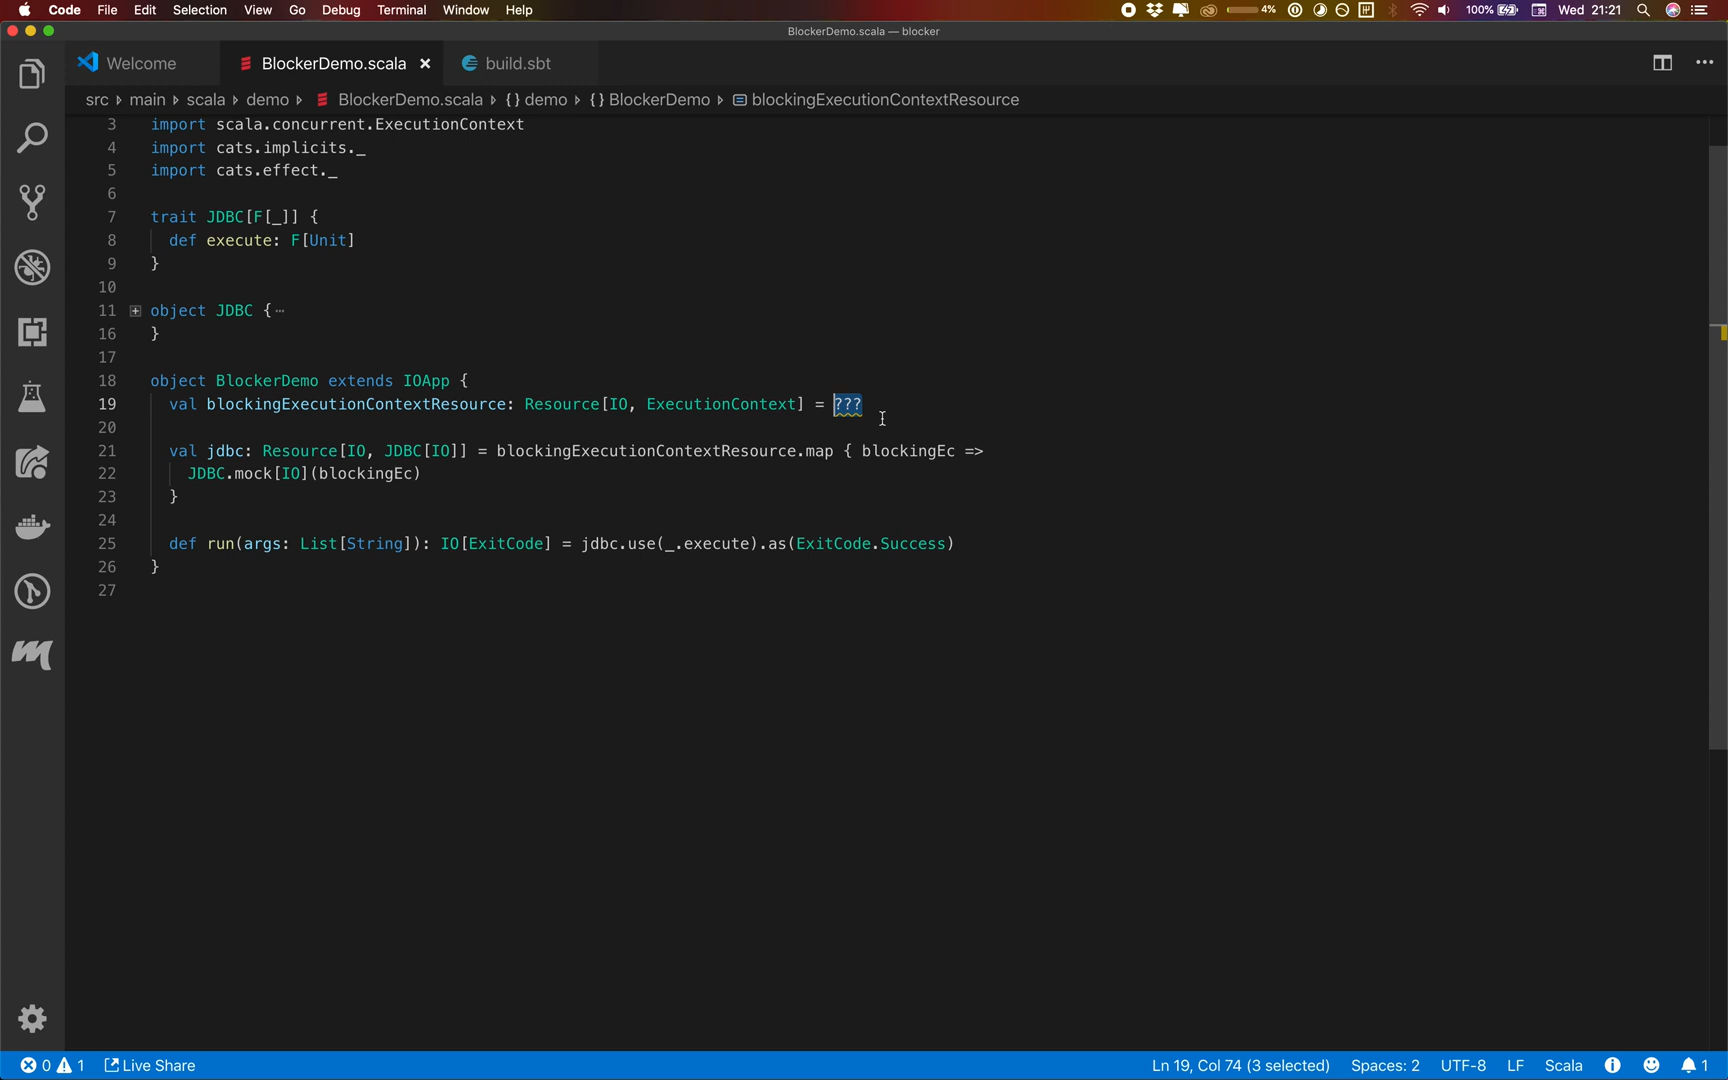 Code File Edit Selection View Go Debug Terminal Window Help 4% 100% Wed 21:21
BlockerDemo.scala — blocker
Welcome BlockerDemo.scala build.sbt
src main scala demo BlockerDemo.scala {} demo {} BlockerDemo blockingExecutionContextResource
3 import scala.concurrent.ExecutionContext
4 import cats.implicits._
5 import cats.effect._
6
7 trait JDBC[F[_]] {
8 def execute: F[Unit]
9 }
10
11 object JDBC {⋯
16 }
17
18 object BlockerDemo extends IOApp {
19 val blockingExecutionContextResource: Resource[IO, ExecutionContext] = ???
20
21 val jdbc: Resource[IO, JDBC[IO]] = blockingExecutionContextResource.map { blockingEc =>
22 JDBC.mock[IO](blockingEc)
23 }
24
25 def run(args: List[String]): IO[ExitCode] = jdbc.use(_.execute).as(ExitCode.Success)
26 }
27
0 1 Live Share Ln 19, Col 74 (3 selected) Spaces: 2 UTF-8 LF Scala 1